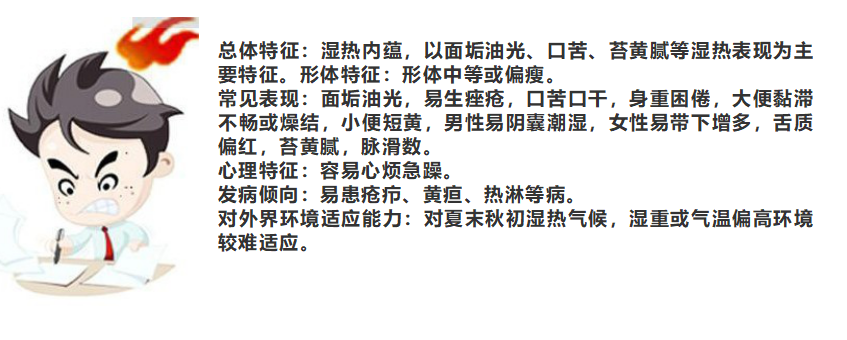 总体特征：湿热内蕴，以面垢油光、口苦、苔黄腻等湿热表现为主
要特征。形体特征：形体中等或偏瘦。
常见表现：面垢油光，易生痤疮，口苦口干，身重困倦，大便黏滞
不畅或燥结，小便短黄，男性易阴囊潮湿，女性易带下增多，舌质
偏红，苔黄腻，脉滑数。
心理特征：容易心烦急躁。
发病倾向：易患疮疖、黄疸、热淋等病。
对外界环境适应能力：对夏末秋初湿热气候，湿重或气温偏高环境
较难适应。